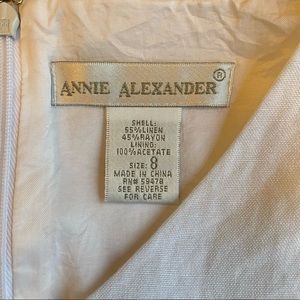 ANNIE ALEXANDER®
SHELL:
55%LINEN
45%RAYON
LINING:
100%ACETATE
SIZE: 8
MADE IN CHINA
RN# 59478
SEE REVERSE
FOR CARE